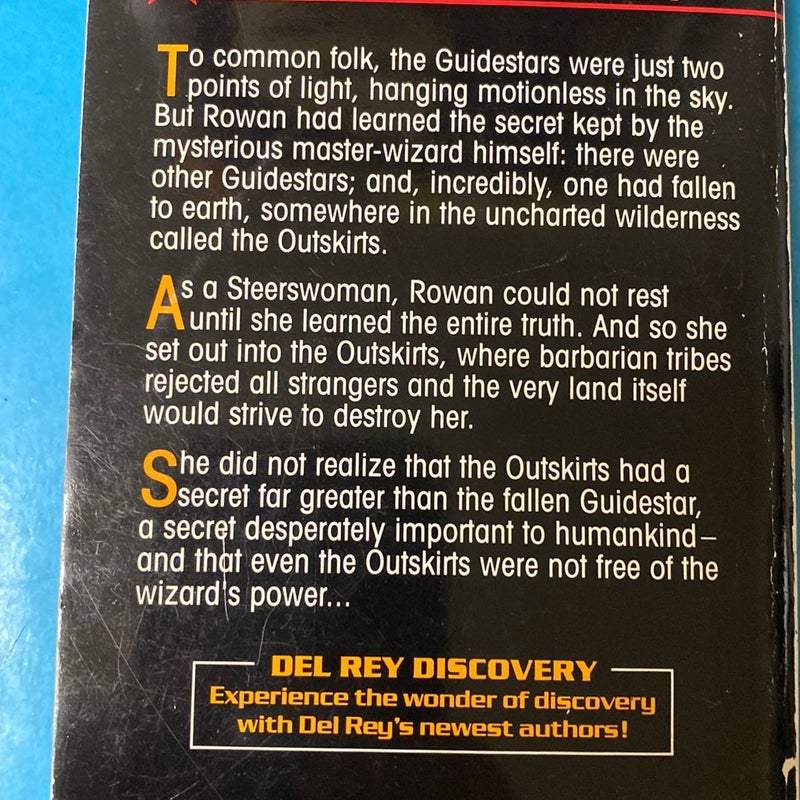 To common folk, the Guidestars were just two
points of light, hanging motionless in the sky.
But Rowan had learned the secret kept by the
mysterious master-wizard himself: there were
other Guidestars; and, incredibly, one had fallen
to earth, somewhere in the uncharted wilderness
called the Outskirts.
As a Steerswoman, Rowan could not rest
until she learned the entire truth. And so she
set out into the Outskirts, where barbarian tribes
rejected all strangers and the very land itself
would strive to destroy her.
She did not realize that the Outskirts had a
secret far greater than the fallen Guidestar,
a secret desperately important to humankind—
and that even the Outskirts were not free of the
wizard's power...
DEL REY DISCOVERY
Experience the wonder of discovery
with Del Rey's newest authors!